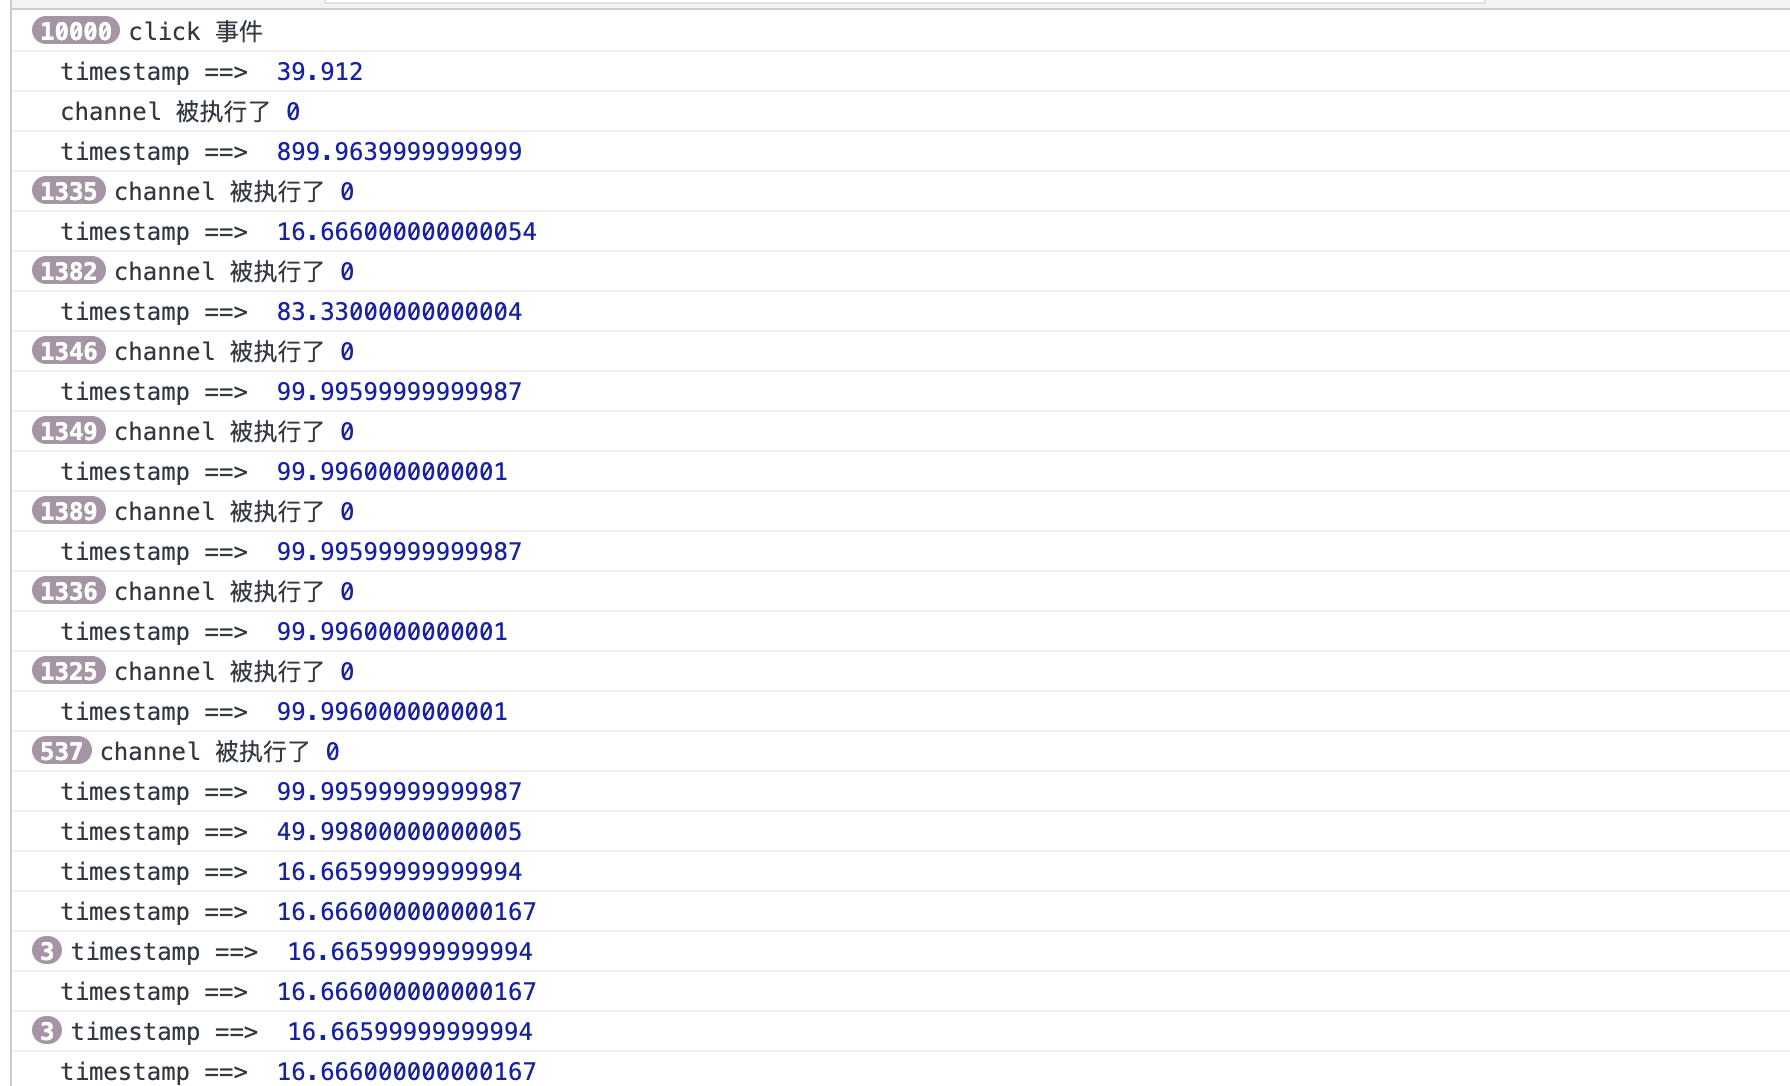 10000 click 事件
timestamp ==> 39.912
channel 被执行了 0
timestamp ==> 899.9639999999999
1335 channel 被执行了 0
timestamp ==> 16.666000000000054
1382 channel 被执行了 0
timestamp ==> 83.33000000000004
1346 channel 被执行了 0
timestamp ==> 99.99599999999987
1349 channel 被执行了 0
timestamp ==> 99.9960000000001
1389 channel 被执行了 0
timestamp ==> 99.99599999999987
1336 channel 被执行了 0
timestamp ==> 99.9960000000001
1325 channel 被执行了 0
timestamp ==> 99.9960000000001
537 channel 被执行了 0
timestamp ==> 99.99599999999987
timestamp ==> 49.99800000000005
timestamp ==> 16.66599999999994
timestamp ==> 16.666000000000167
3 timestamp ==> 16.66599999999994
timestamp ==> 16.666000000000167
3 timestamp ==> 16.66599999999994
timestamp ==> 16.666000000000167